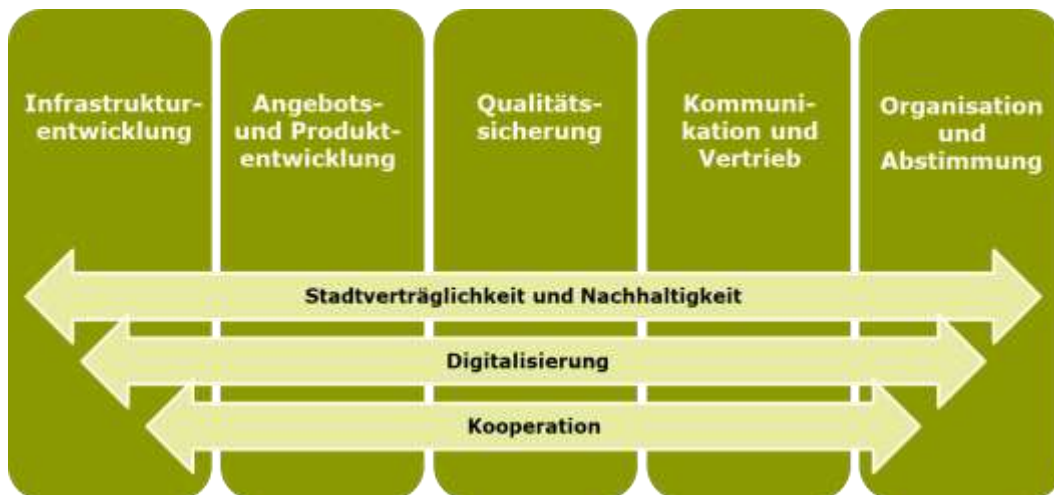 Infrastruktur-
entwicklung
Angebots-
und Produkt-
entwicklung
Qualitäts-
sicherung
Kommuni-
kation und
Vertrieb
Organisation
und
Abstimmung
Stadtverträglichkeit und Nachhaltigkeit
Digitalisierung
Kooperation